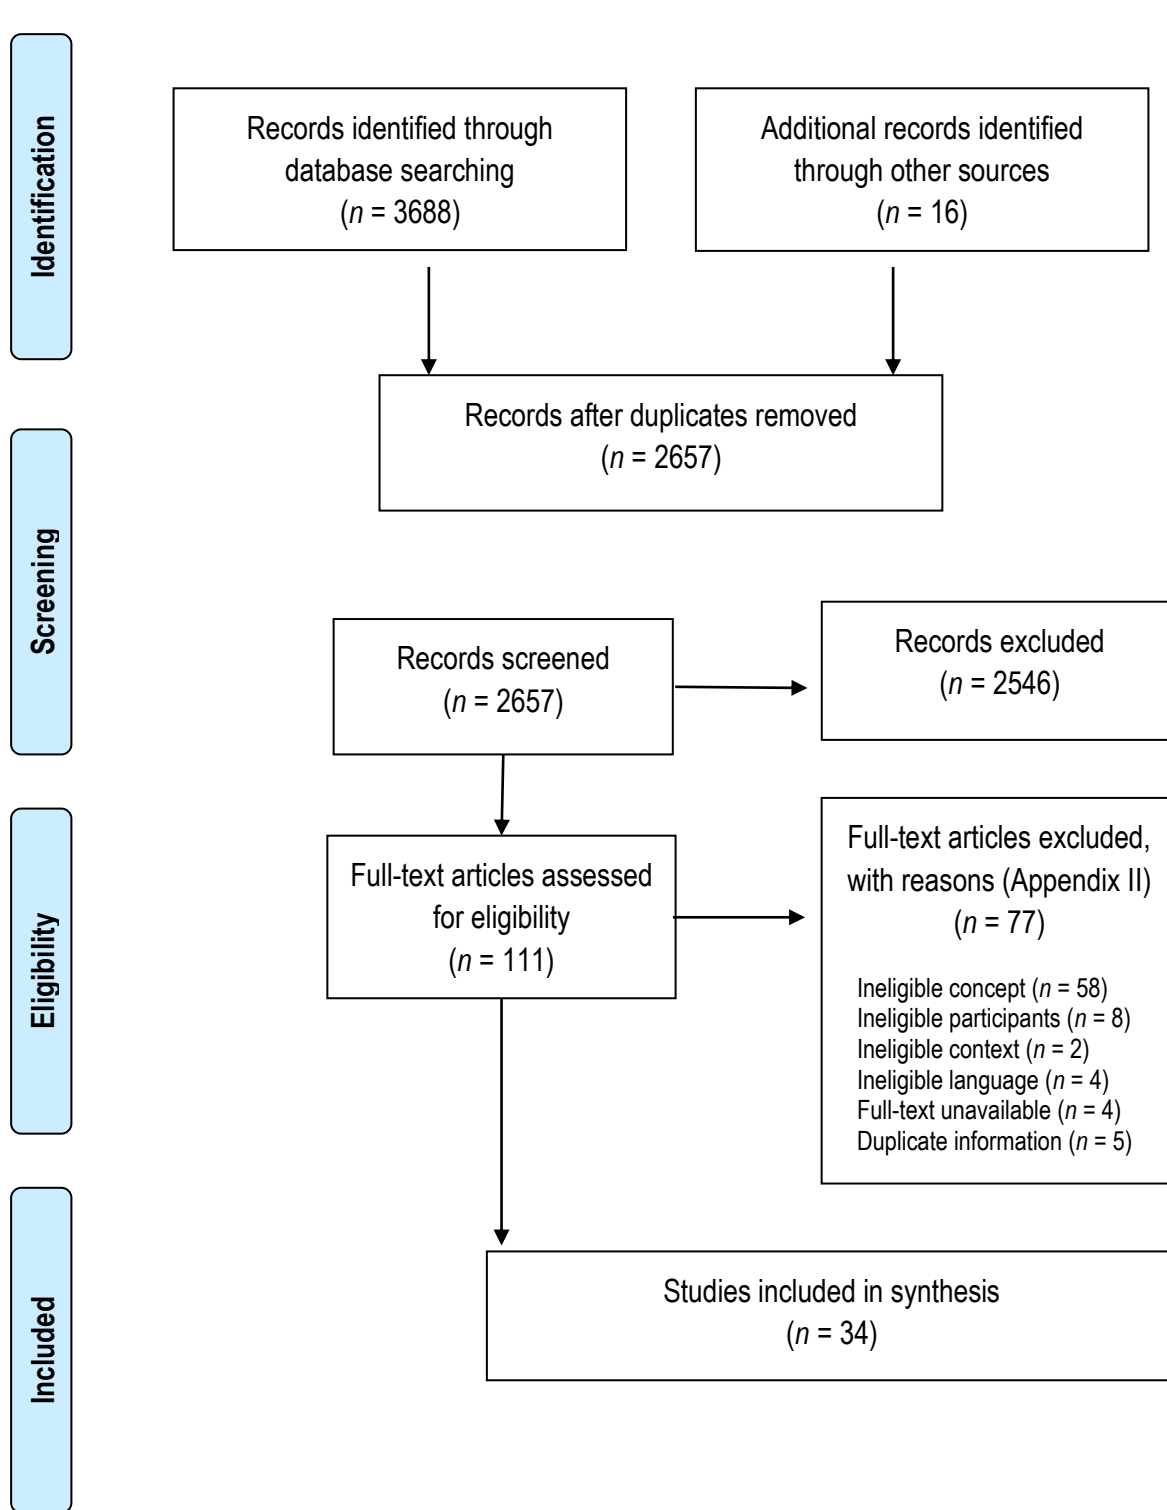 Identification
Records identified through
database searching
(n = 3688)
Additional records identified
through other sources
(n = 16)
Records after duplicates removed
(n = 2657)
Screening
Records screened
(n = 2657)
Records excluded
(n = 2546)
Eligibility
Full-text articles assessed
for eligibility
(n = 111)
Full-text articles excluded,
with reasons (Appendix II)
(n = 77)
Ineligible concept (n = 58)
Ineligible participants (n = 8)
Ineligible context (n = 2)
Ineligible language (n = 4)
Full-text unavailable (n = 4)
Duplicate information (n = 5)
Included
Studies included in synthesis
(n = 34)